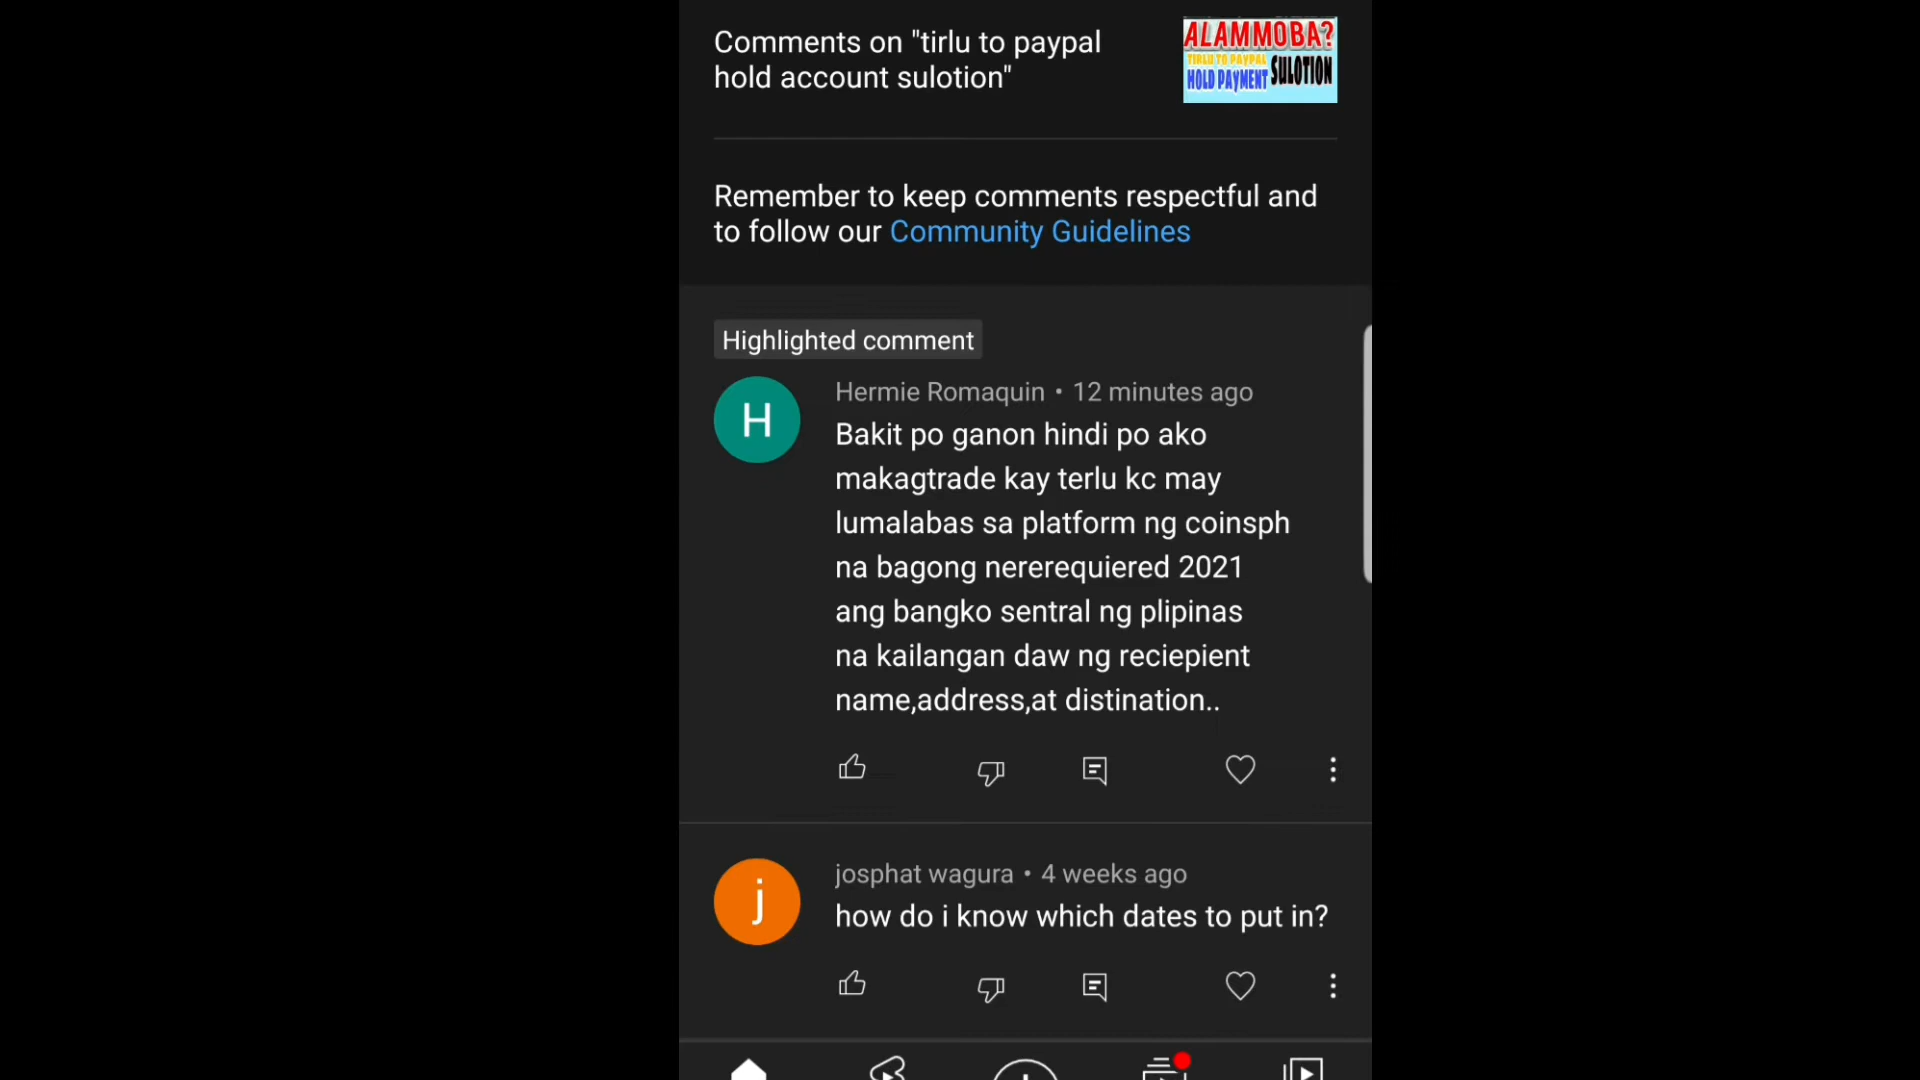 Comments on "tirlu to paypal
hold account sulotion"
ALAMMOBA?
TIRLU TO PAYPAL
HOLD PAYMENT SULOTION
Remember to keep comments respectful and
to follow our Community Guidelines
Highlighted comment
H
Hermie Romaquin • 12 minutes ago
Bakit po ganon hindi po ako
makagtrade kay terlu kc may
lumalabas sa platform ng coinsph
na bagong nererequiered 2021
ang bangko sentral ng plipinas
na kailangan daw ng reciepient
name,address,at distination..
j
josphat wagura • 4 weeks ago
how do i know which dates to put in?